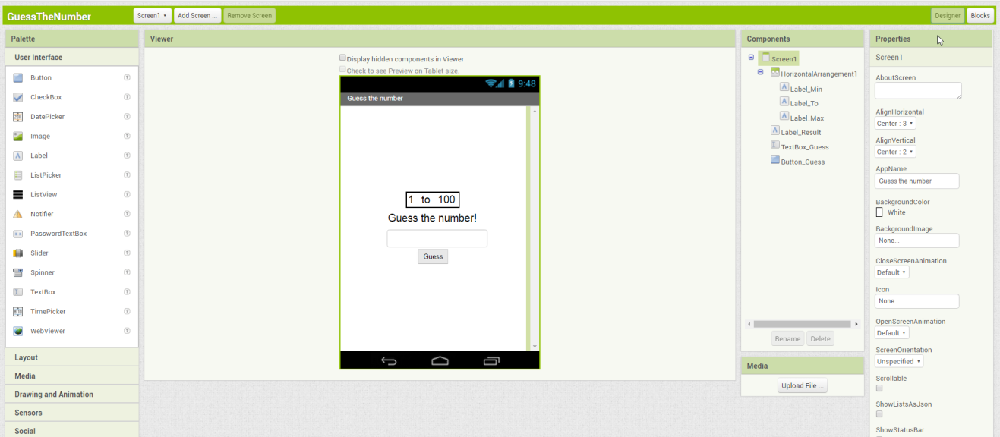 GuessTheNumber Screen1 Add Screen ... Remove Screen Designer Blocks
Palette
User Interface
Button
CheckBox
DatePicker
Image
Label
ListPicker
ListView
Notifier
PasswordTextBox
Slider
Spinner
TextBox
TimePicker
WebViewer
Layout
Media
Drawing and Animation
Sensors
Social
Viewer
Display hidden components in Viewer
Check to see Preview on Tablet size.
9:48
Guess the number
1 to 100
Guess the number!
Guess
Components
Screen1
HorizontalArrangement1
Label_Min
Label_To
Label_Max
Label_Result
TextBox_Guess
Button_Guess
Rename Delete
Media
Upload File ...
Properties
Screen1
AboutScreen
AlignHorizontal
Center : 3
AlignVertical
Center : 2
AppName
Guess the number
BackgroundColor
White
BackgroundImage
None...
CloseScreenAnimation
Default
Icon
None...
OpenScreenAnimation
Default
ScreenOrientation
Unspecified
Scrollable
ShowListsAsJson
ShowStatusBar